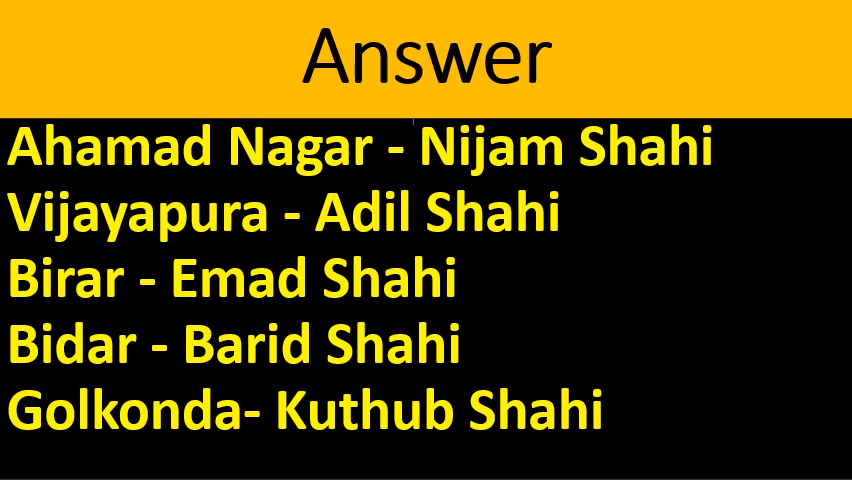 Answer
Ahamad Nagar - Nijam Shahi
Vijayapura - Adil Shahi
Birar - Emad Shahi
Bidar - Barid Shahi
Golkonda- Kuthub Shahi